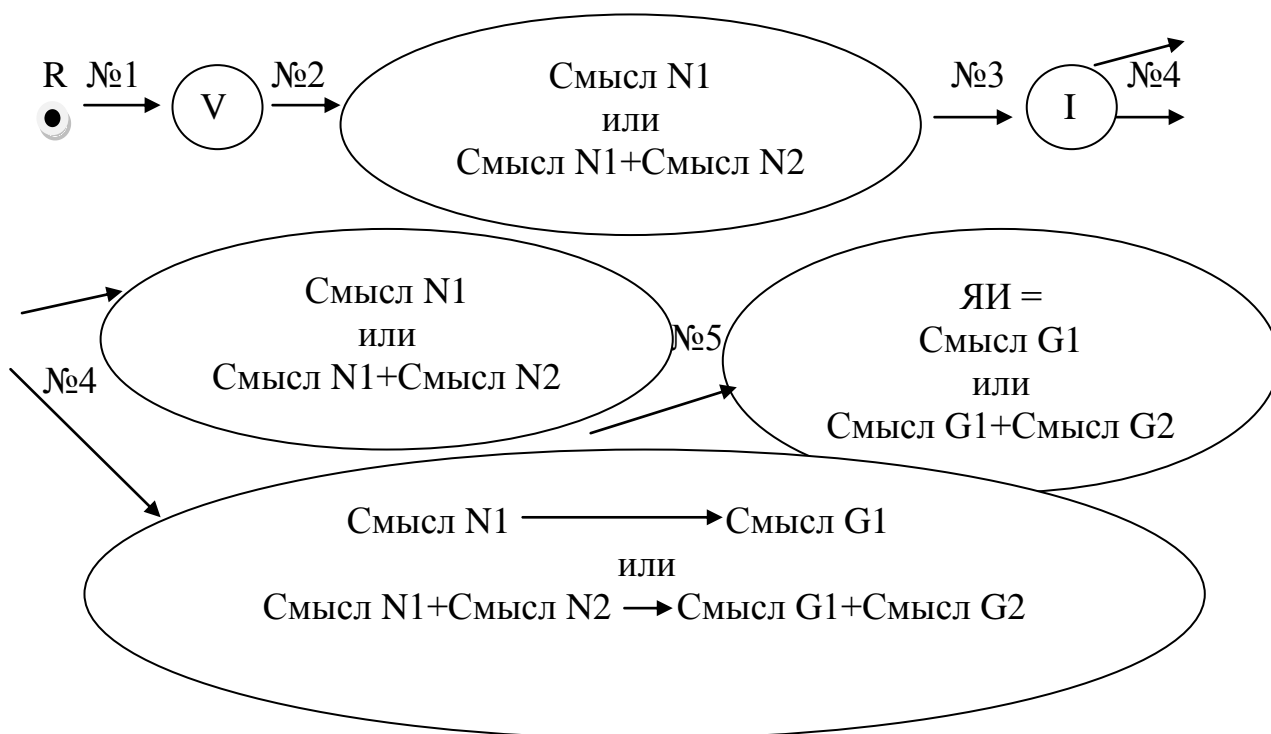 R №1 V №2
Смысл N1
или
Смысл N1+Смысл N2
№3 I №4
№4
Смысл N1
или
Смысл N1+Смысл N2
№5
ЯИ =
Смысл G1
или
Смысл G1+Смысл G2
Смысл N1 Смысл G1
или
Смысл N1+Смысл N2 Смысл G1+Смысл G2